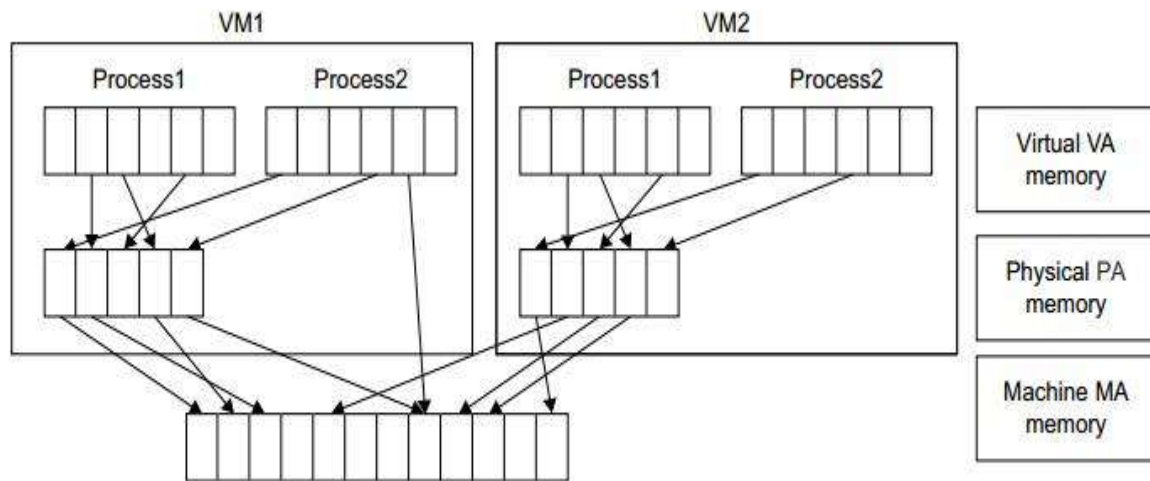 VM1
VM2
Process1
Process2
Process1
Process2
Virtual VA
memory
Physical PA
memory
Machine MA
memory